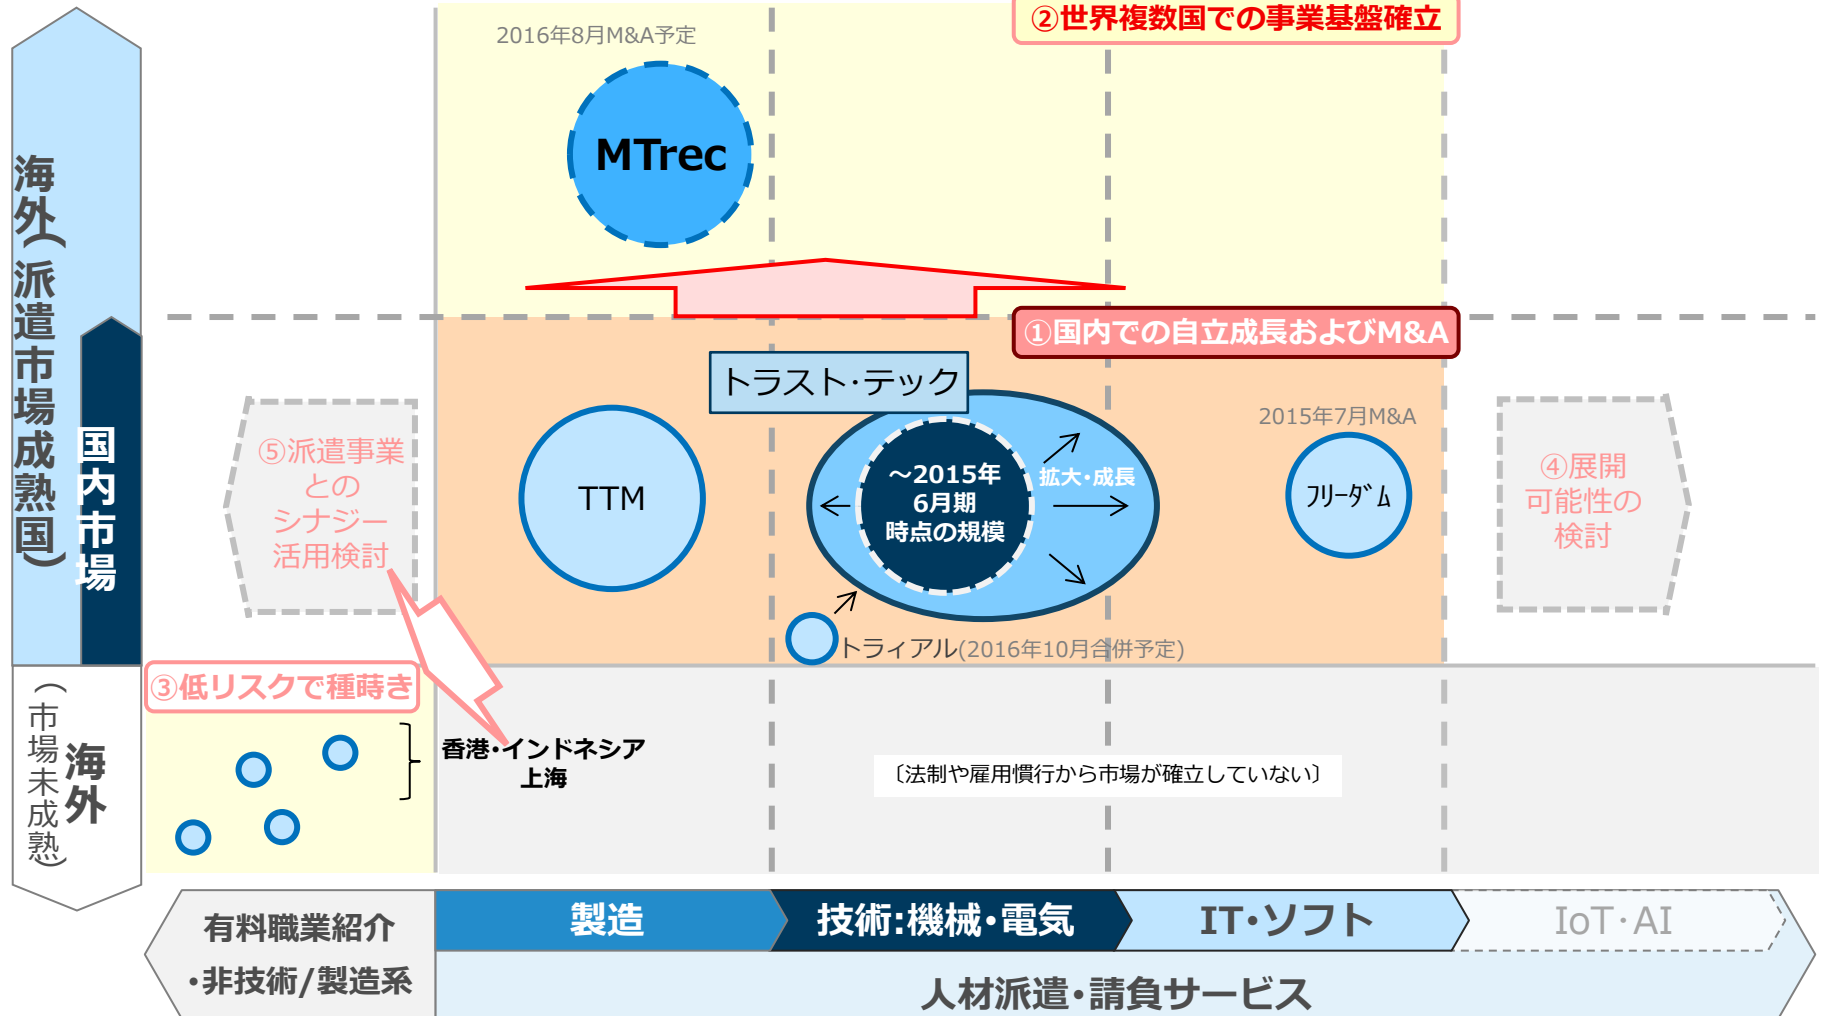 ②世界複数国での事業基盤確立
2016年8月M&A予定
MTrec
海外(派遣市場成熟国)
国内市場
①国内での自立成長およびM&A
トラスト・テック
⑤派遣事業
との
シナジー
活用検討
TTM
～2015年
6月期
時点の規模
拡大・成長
2015年7月M&A
ﾌﾘｰﾀﾞﾑ
④展開
可能性の
検討
トライアル(2016年10月合併予定)
③低リスクで種蒔き
海外
(市場未成熟)
香港・インドネシア
上海
〔法制や雇用慣行から市場が確立していない〕
有料職業紹介
・非技術/製造系
製造
技術:機械・電気
IT・ソフト
IoT・AI
人材派遣・請負サービス